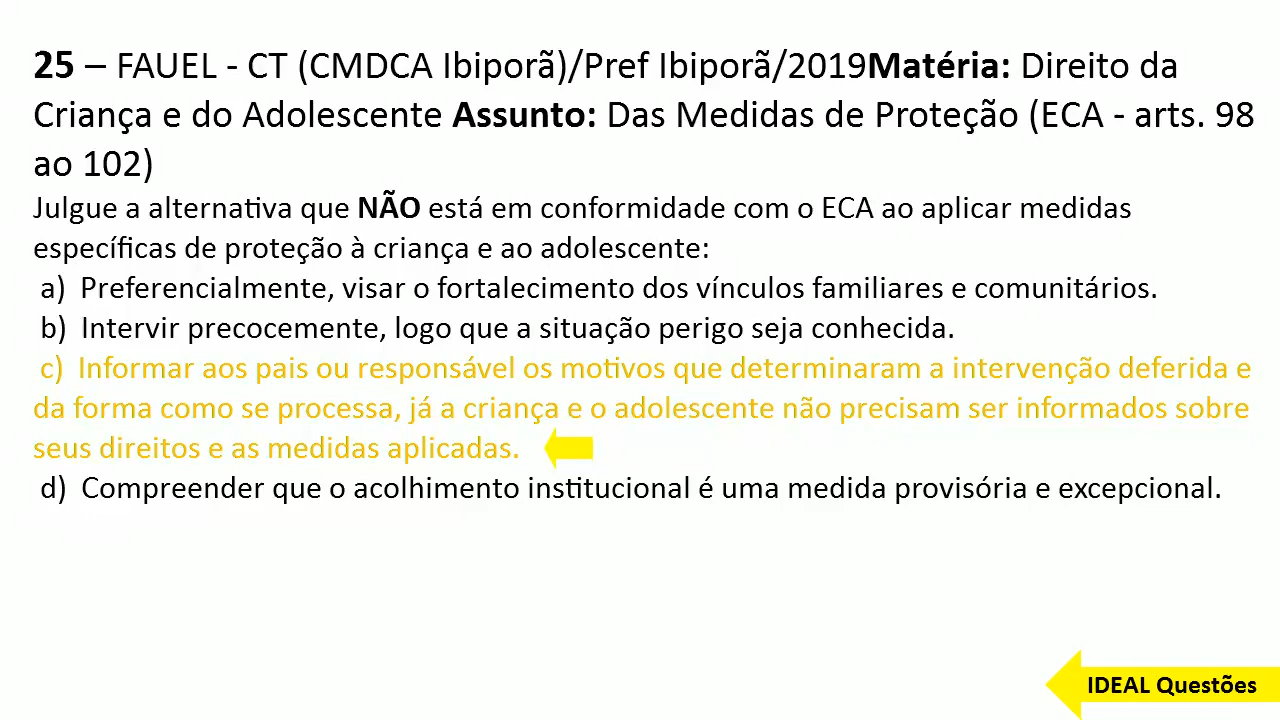 25 – FAUEL - CT (CMDCA Ibiporã)/Pref Ibiporã/2019Matéria: Direito da
Criança e do Adolescente Assunto: Das Medidas de Proteção (ECA - arts. 98
ao 102)
Julgue a alternativa que NÃO está em conformidade com o ECA ao aplicar medidas
específicas de proteção à criança e ao adolescente:
a) Preferencialmente, visar o fortalecimento dos vínculos familiares e comunitários.
b) Intervir precocemente, logo que a situação perigo seja conhecida.
c) Informar aos pais ou responsável os motivos que determinaram a intervenção deferida e
da forma como se processa, já a criança e o adolescente não precisam ser informados sobre
seus direitos e as medidas aplicadas.
d) Compreender que o acolhimento institucional é uma medida provisória e excepcional.
IDEAL Questões